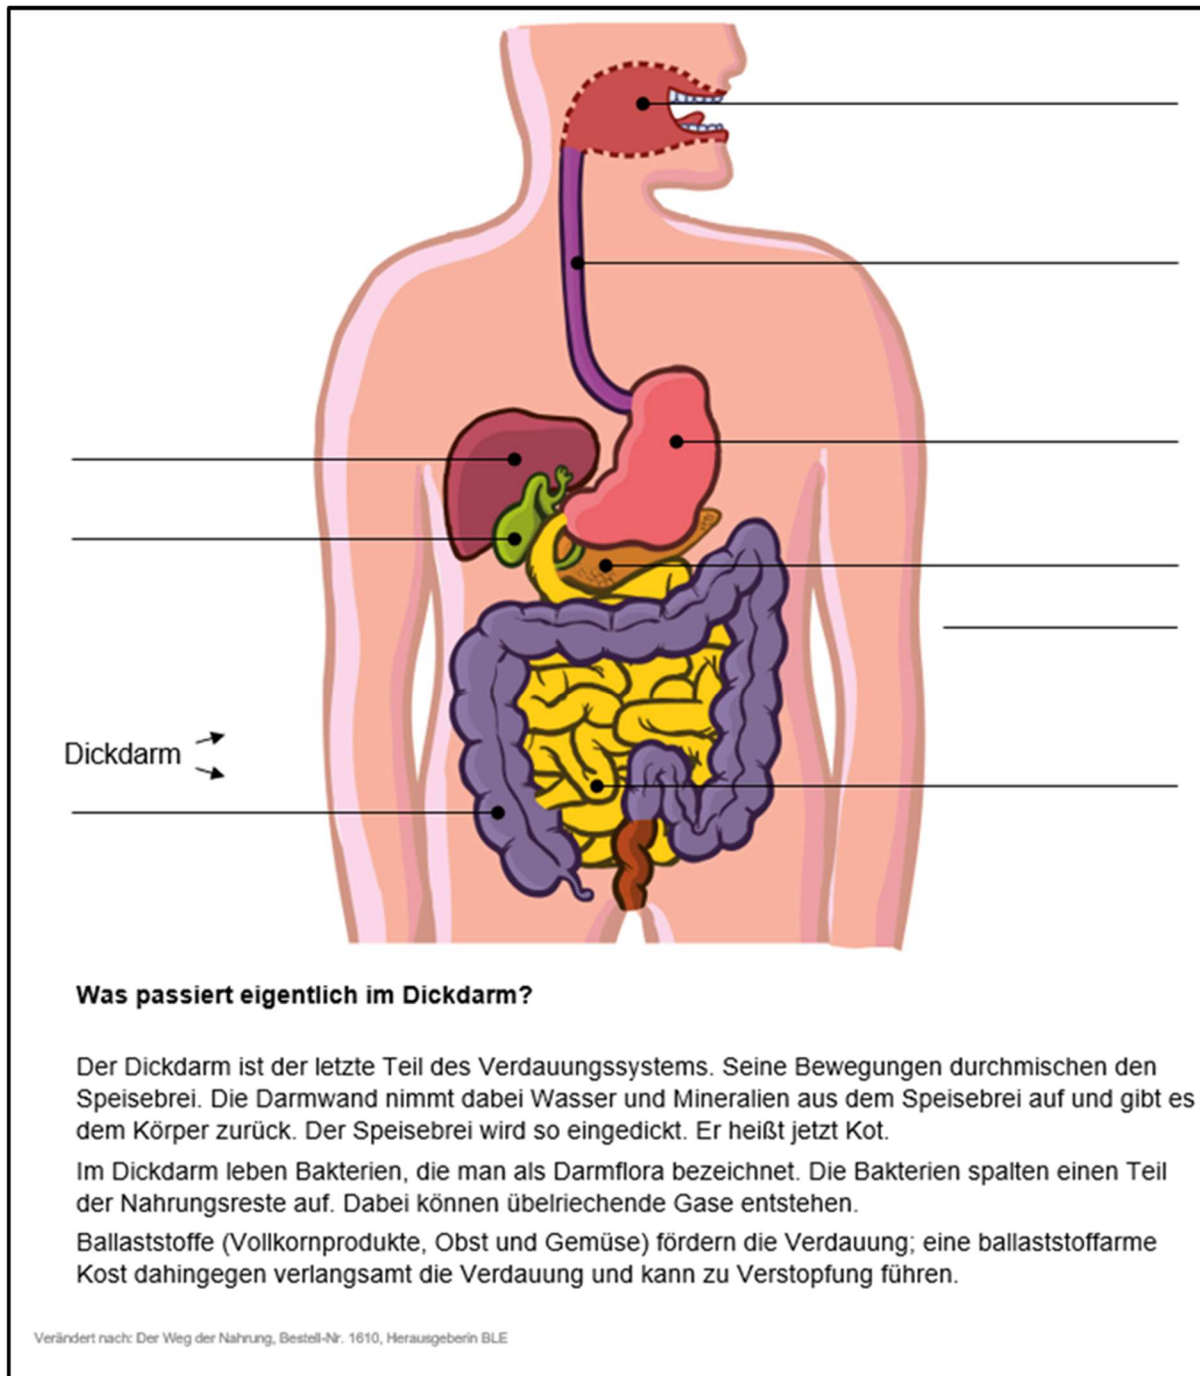 Dickdarm
Was passiert eigentlich im Dickdarm?
Der Dickdarm ist der letzte Teil des Verdauungssystems. Seine Bewegungen durchmischen den
Speisebrei. Die Darmwand nimmt dabei Wasser und Mineralien aus dem Speisebrei auf und gibt es
dem Körper zurück. Der Speisebrei wird so eingedickt. Er heißt jetzt Kot.
Im Dickdarm leben Bakterien, die man als Darmflora bezeichnet. Die Bakterien spalten einen Teil
der Nahrungsreste auf. Dabei können übelriechende Gase entstehen.
Ballaststoffe (Vollkornprodukte, Obst und Gemüse) fördern die Verdauung; eine ballaststoffarme
Kost dahingegen verlangsamt die Verdauung und kann zu Verstopfung führen.
Verändert nach: Der Weg der Nahrung, Bestell-Nr. 1610, Herausgeberin BLE